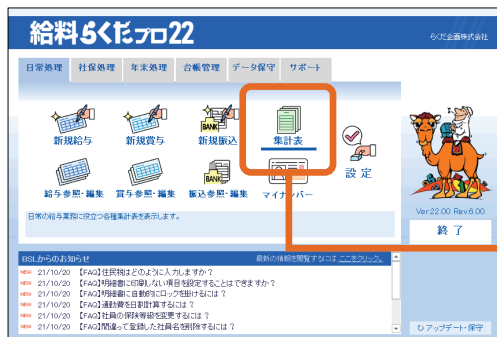 給料らくだプロ22
らくだ企画株式会社
日常処理 社保処理 年末処理 台帳管理 データ保守 サポート
新規給与 新規賞与 BANK 新規振込 集計表
設定
給与参照・編集 賞与参照・編集 BANK 振込参照・編集 マイナンバー
日常の給与業務に役立つ各種集計表を表示します。
Ver.22.00 Rev.6.00
終了
BSLからのお知らせ 最新の情報を閲覧するには ここをクリック。
NEW 21/10/20 【FAQ】住民税はどのように入力しますか？
NEW 21/10/20 【FAQ】明細書に印刷しない項目を設定することはできますか？
NEW 21/10/20 【FAQ】明細書に自動的にロックを掛けるには？
NEW 21/10/20 【FAQ】通勤費を日割計算するには？
NEW 21/10/20 【FAQ】社員の保険等級を変更するには？
NEW 21/10/20 【FAQ】間違って登録した社員名を削除するには？
アップデート・保守